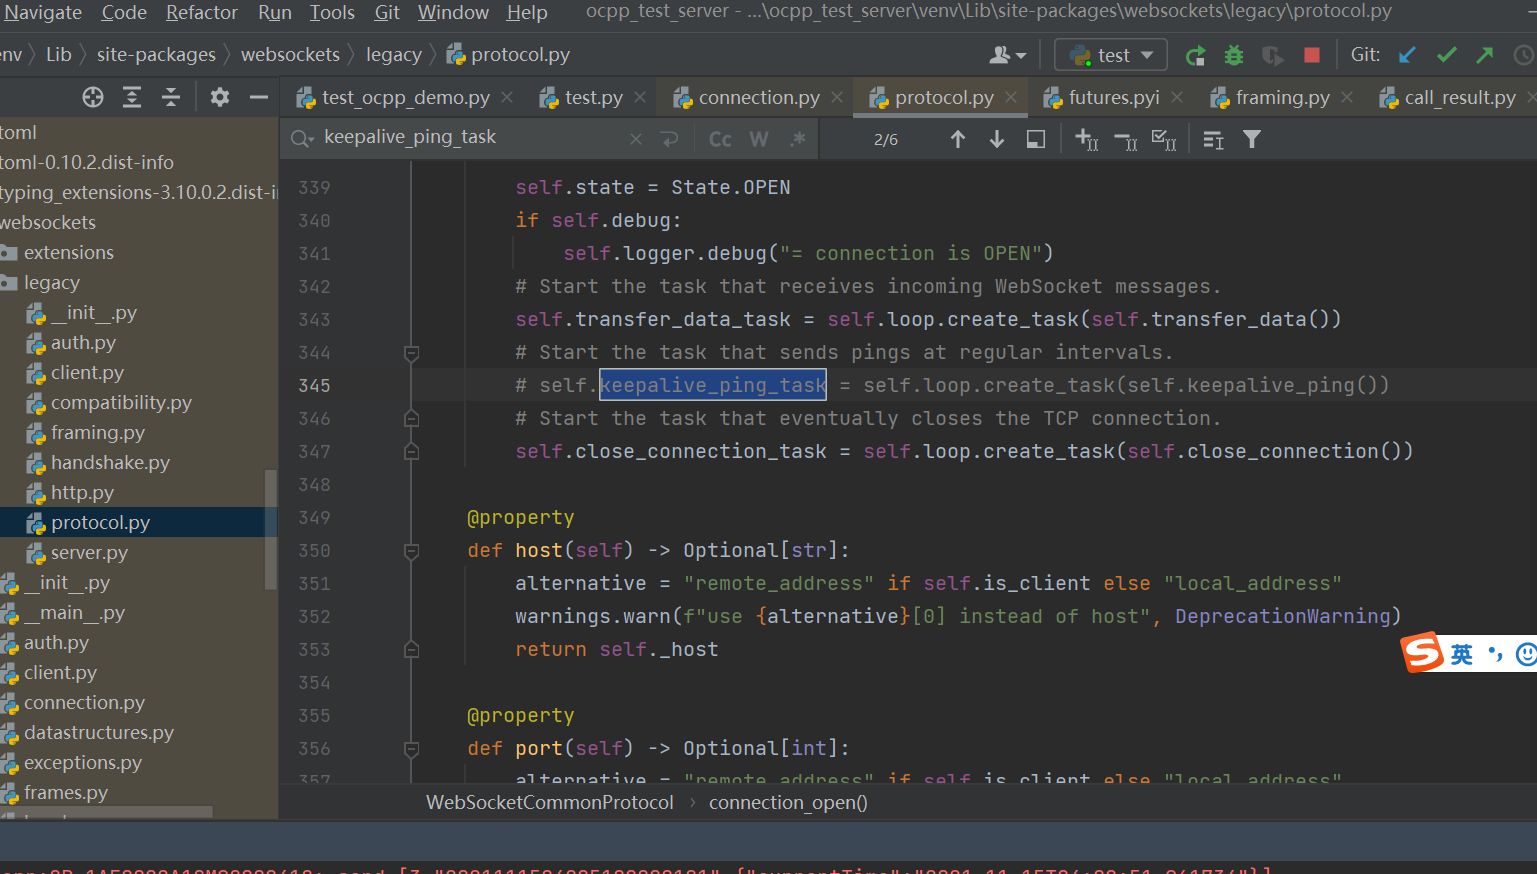 Navigate Code Refactor Run Tools Git Window Help ocpp_test_server - ...\ocpp_test_server\venv\Lib\site-packages\websockets\legacy\protocol.py
Lib site-packages websockets legacy protocol.py test Git:
test_ocpp_demo.py test.py connection.py protocol.py futures.pyi framing.py call_result.py
keepalive_ping_task Cc W .* 2/6
toml
toml-0.10.2.dist-info
typing_extensions-3.10.0.2.dist-i
websockets
extensions
legacy
__init__.py
auth.py
client.py
compatibility.py
framing.py
handshake.py
http.py
protocol.py
server.py
__init__.py
__main__.py
auth.py
client.py
connection.py
datastructures.py
exceptions.py
frames.py
339 self.state = State.OPEN
340 if self.debug:
341 self.logger.debug("= connection is OPEN")
342 # Start the task that receives incoming WebSocket messages.
343 self.transfer_data_task = self.loop.create_task(self.transfer_data())
344 # Start the task that sends pings at regular intervals.
345 # self.keepalive_ping_task = self.loop.create_task(self.keepalive_ping())
346 # Start the task that eventually closes the TCP connection.
347 self.close_connection_task = self.loop.create_task(self.close_connection())
348
349 @property
350 def host(self) -> Optional[str]:
351 alternative = "remote_address" if self.is_client else "local_address"
352 warnings.warn(f"use {alternative}[0] instead of host", DeprecationWarning)
353 return self._host
354
355 @property
356 def port(self) -> Optional[int]:
357 alternative = "remote_address" if self.is_client else "local_address"
WebSocketCommonProtocol connection_open()
S 英